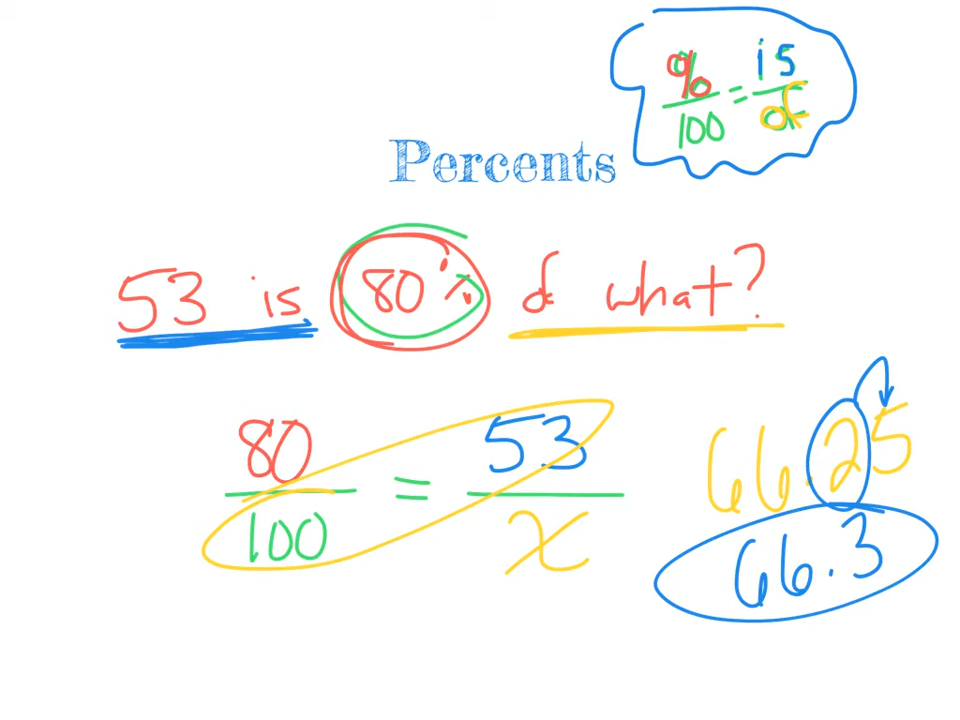 % = is
100 of
Percents
53 is 80% of what?
80 = 53
100 x
66.25
66.3